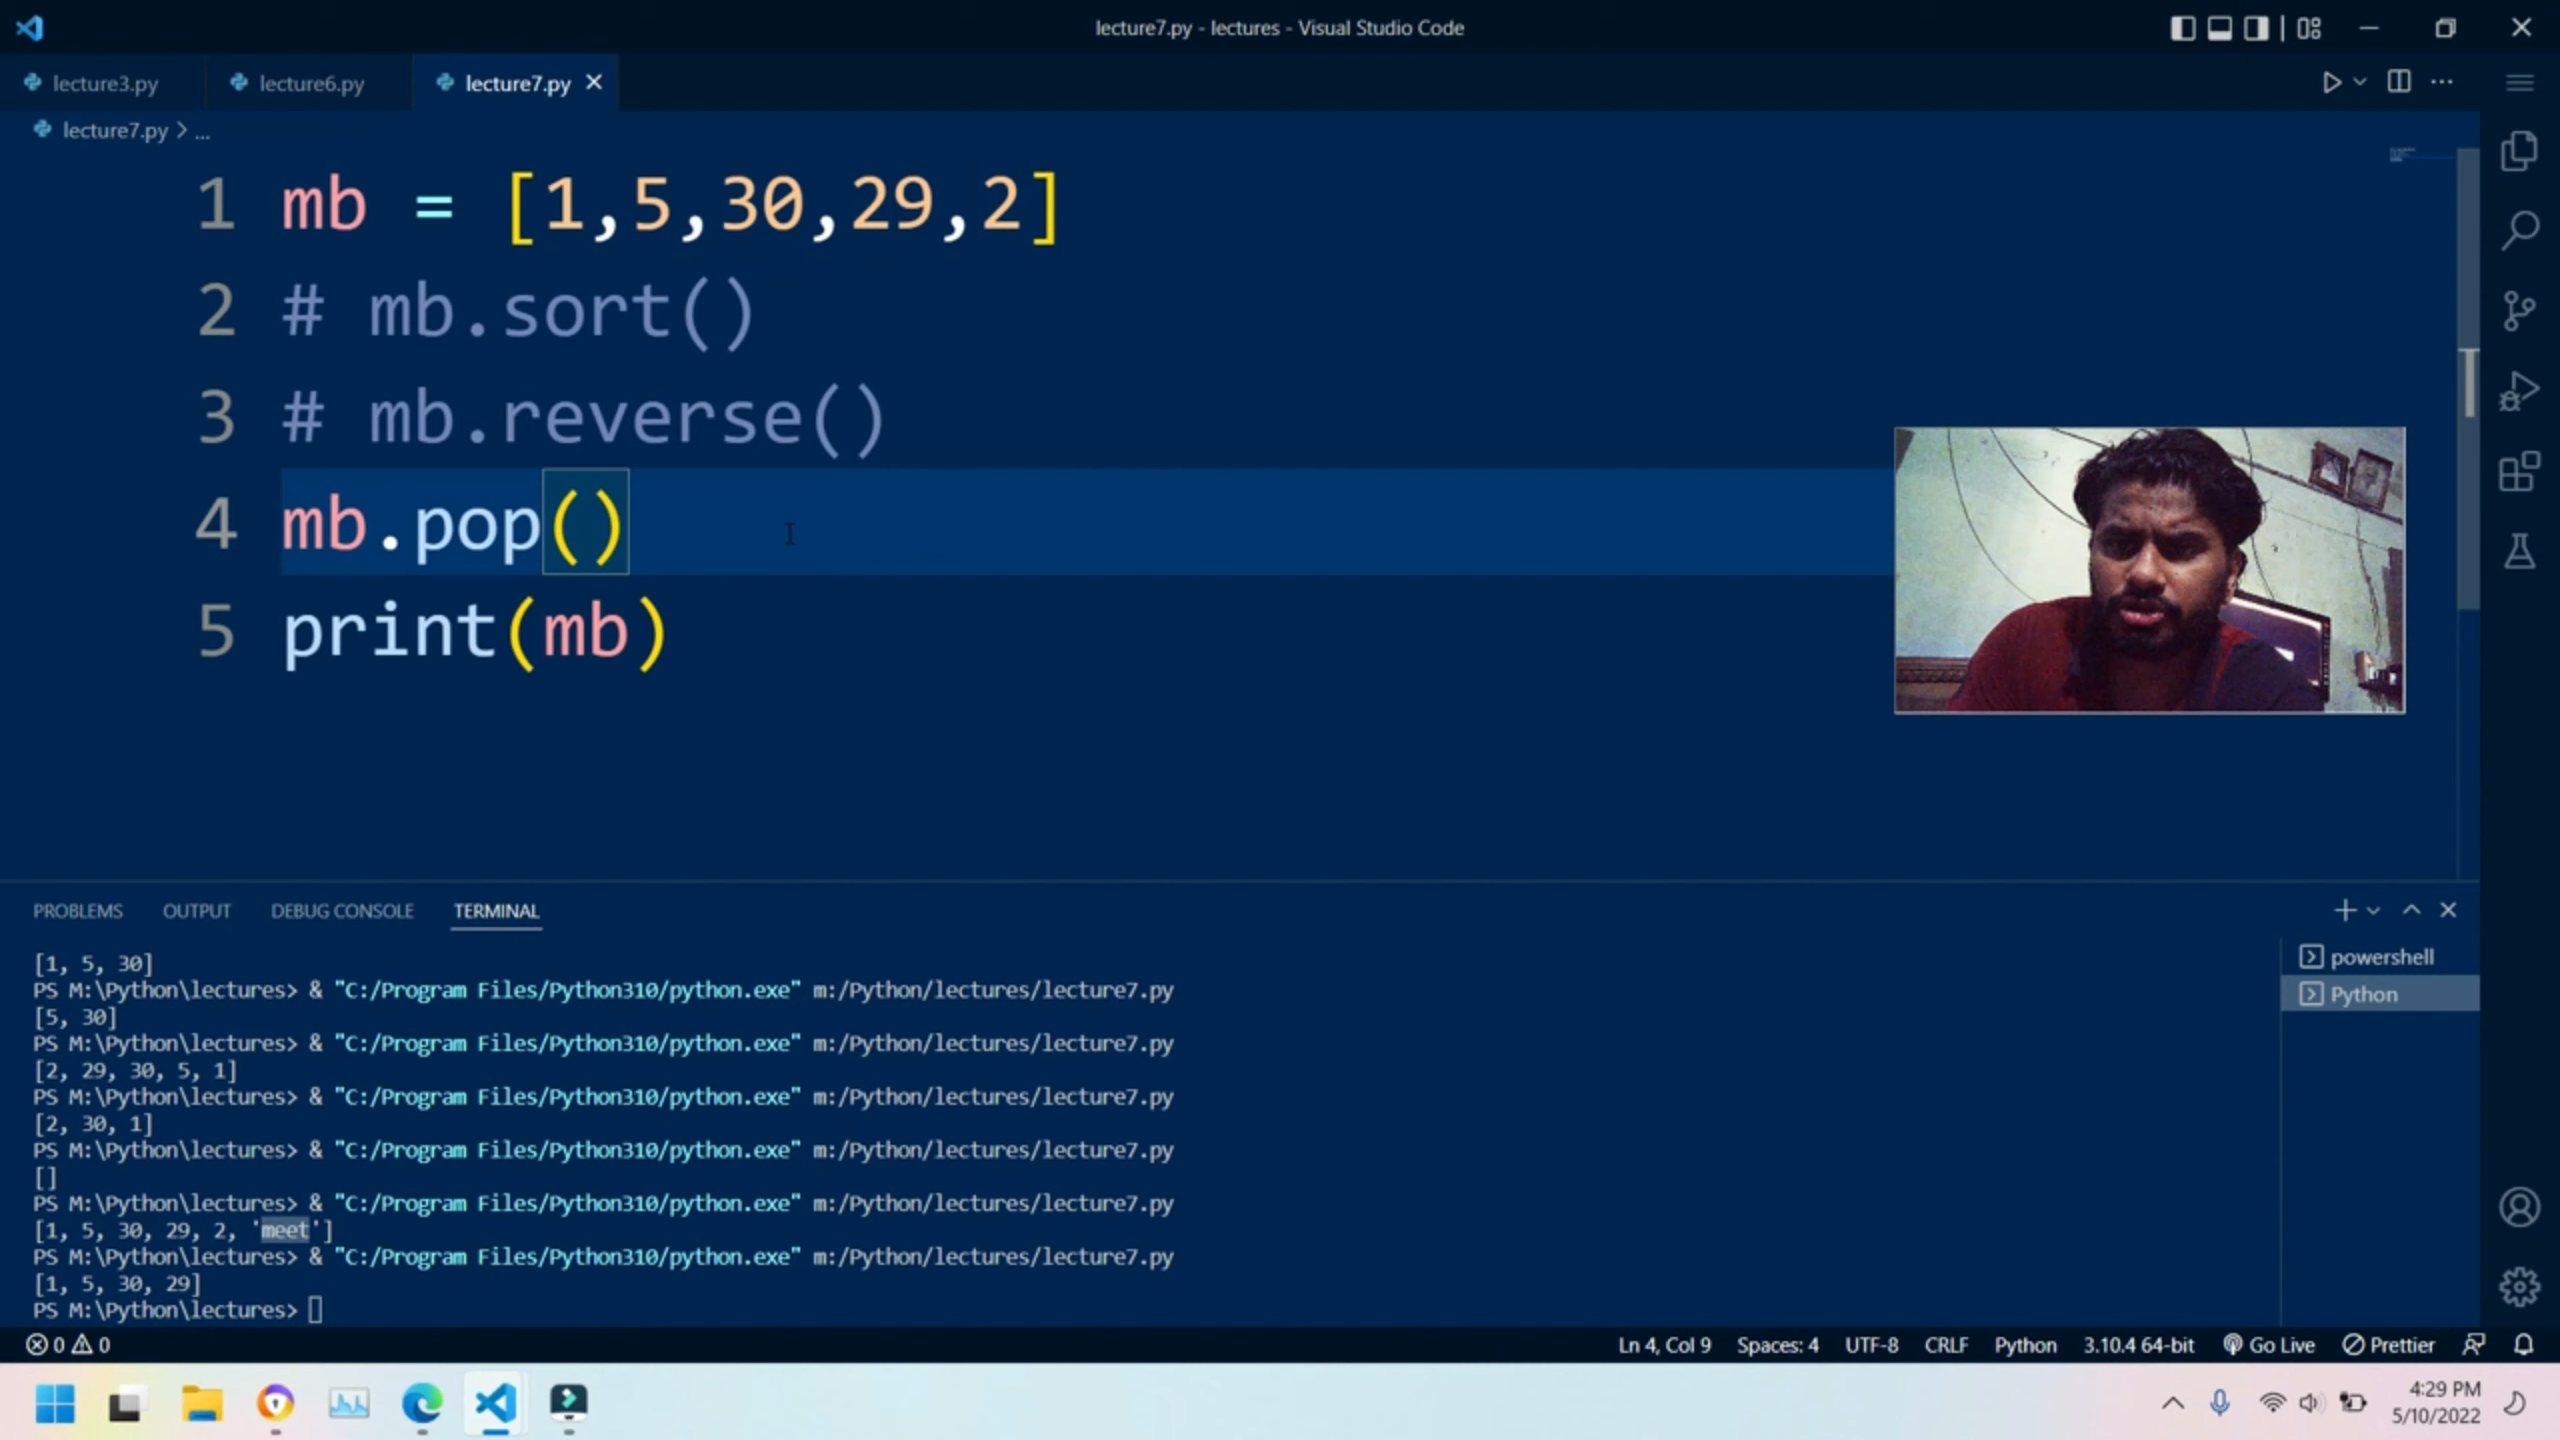 lecture7.py - lectures - Visual Studio Code
lecture3.py
lecture6.py
lecture7.py
lecture7.py > ...
1 mb = [1,5,30,29,2]
2 # mb.sort()
3 # mb.reverse()
4 mb.pop()
5 print(mb)
PROBLEMS OUTPUT DEBUG CONSOLE TERMINAL
powershell
Python
[1, 5, 30]
PS M:\Python\lectures> & "C:/Program Files/Python310/python.exe" m:/Python/lectures/lecture7.py
[5, 30]
PS M:\Python\lectures> & "C:/Program Files/Python310/python.exe" m:/Python/lectures/lecture7.py
[2, 29, 30, 5, 1]
PS M:\Python\lectures> & "C:/Program Files/Python310/python.exe" m:/Python/lectures/lecture7.py
[2, 30, 1]
PS M:\Python\lectures> & "C:/Program Files/Python310/python.exe" m:/Python/lectures/lecture7.py
[]
PS M:\Python\lectures> & "C:/Program Files/Python310/python.exe" m:/Python/lectures/lecture7.py
[1, 5, 30, 29, 2, 'meet']
PS M:\Python\lectures> & "C:/Program Files/Python310/python.exe" m:/Python/lectures/lecture7.py
[1, 5, 30, 29]
PS M:\Python\lectures>
0 0
Ln 4, Col 9 Spaces: 4 UTF-8 CRLF Python 3.10.4 64-bit Go Live Prettier
4:29 PM
5/10/2022